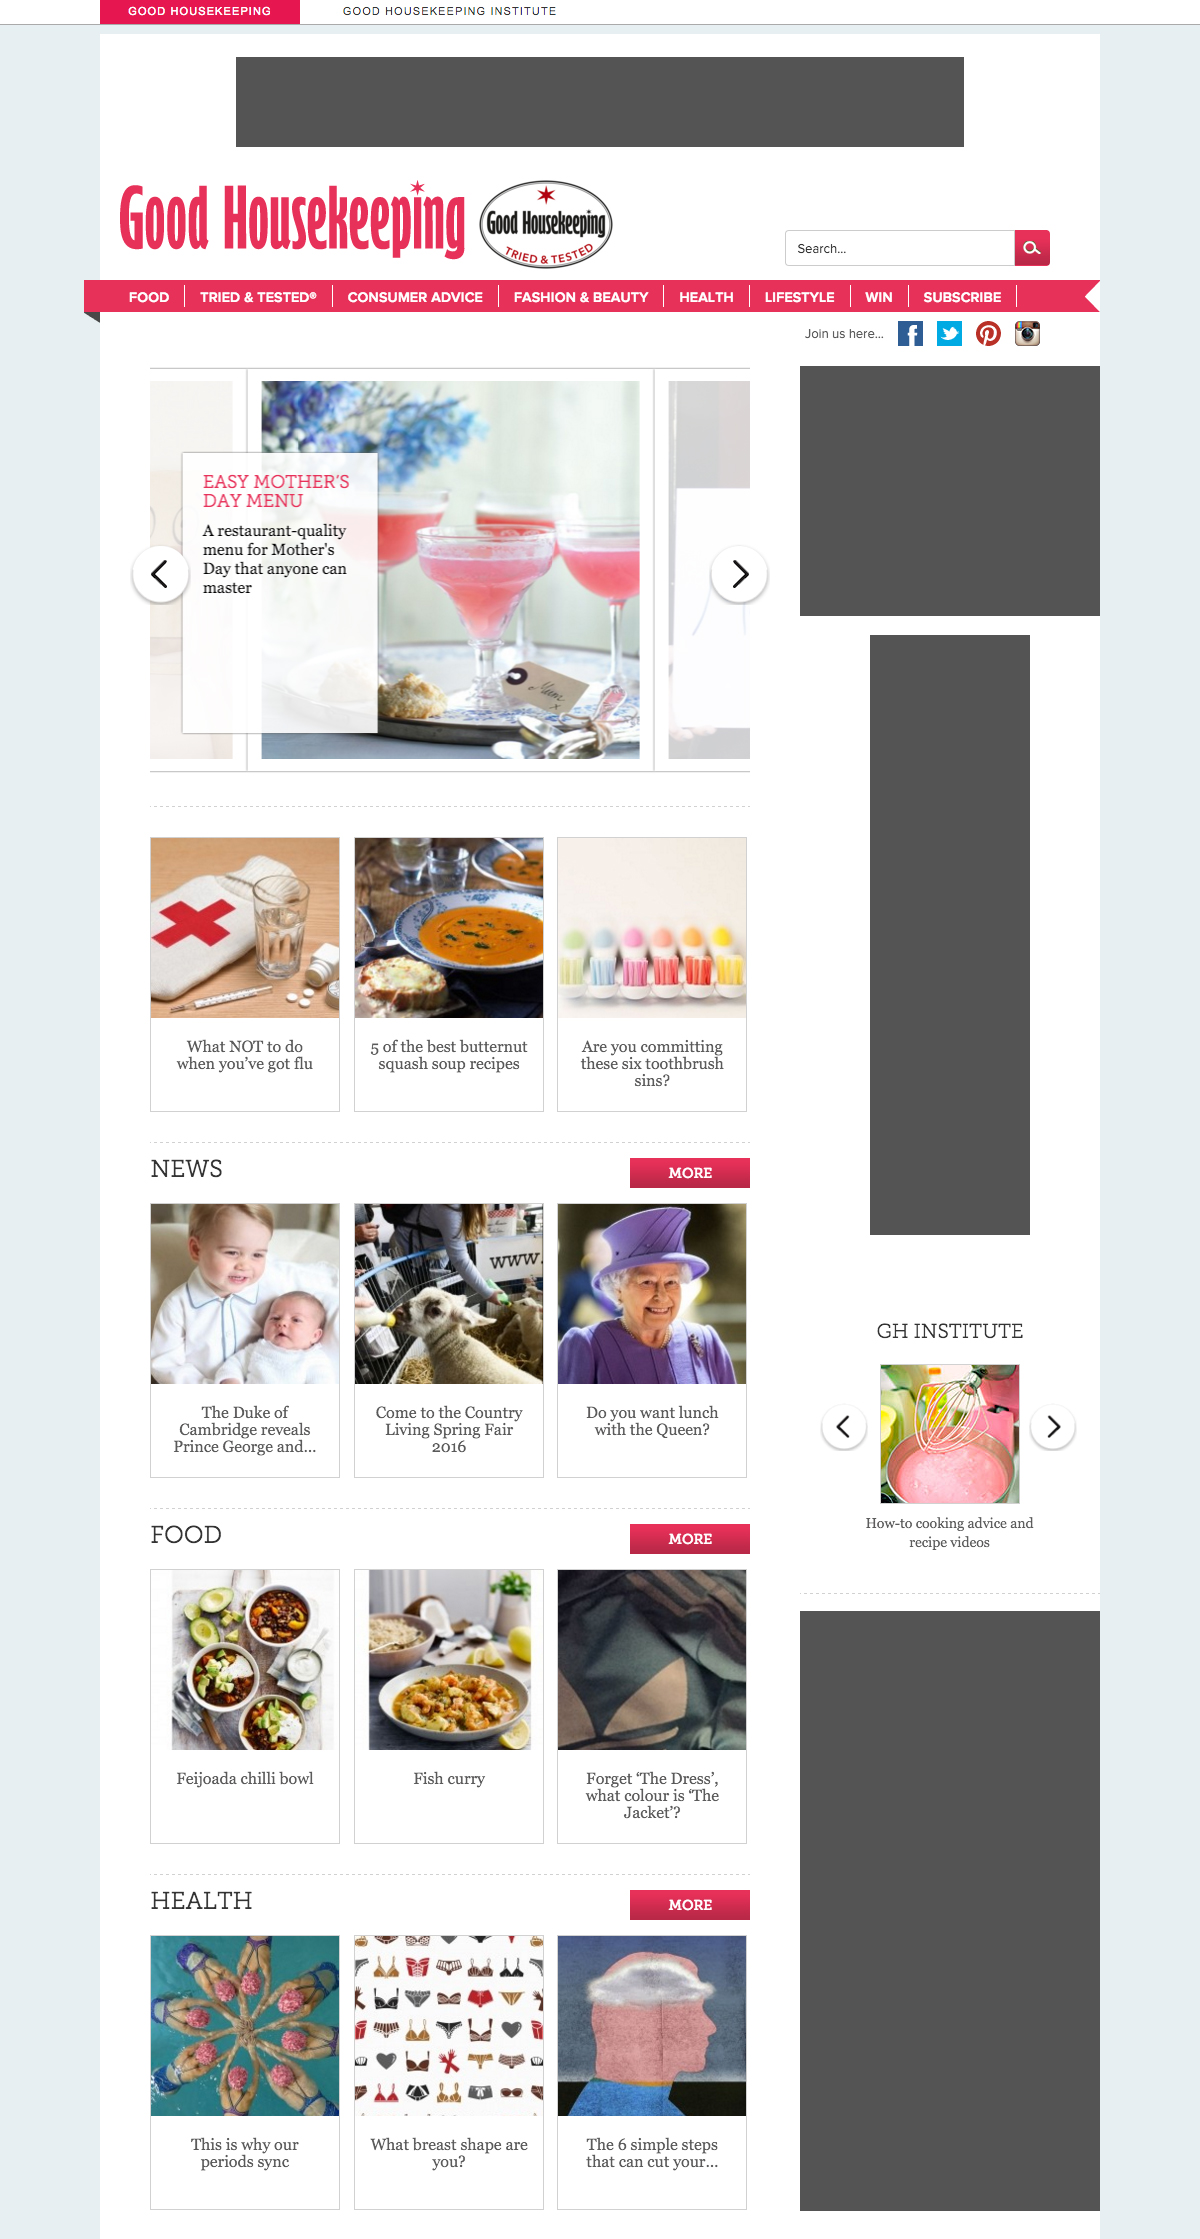 GOOD HOUSEKEEPING
GOOD HOUSEKEEPING INSTITUTE
Good Housekeeping
Good Housekeeping
TRIED & TESTED
Search...
FOOD
TRIED & TESTED®
CONSUMER ADVICE
FASHION & BEAUTY
HEALTH
LIFESTYLE
WIN
SUBSCRIBE
Join us here...
EASY MOTHER'S
DAY MENU
A restaurant-quality
menu for Mother's
Day that anyone can
master
Mum
x
What NOT to do
when you've got flu
5 of the best butternut
squash soup recipes
Are you committing
these six toothbrush
sins?
NEWS
MORE
www.
The Duke of
Cambridge reveals
Prince George and...
Come to the Country
Living Spring Fair
2016
Do you want lunch
with the Queen?
GH INSTITUTE
How-to cooking advice and
recipe videos
FOOD
MORE
Feijoada chilli bowl
Fish curry
Forget ‘The Dress’,
what colour is ‘The
Jacket’?
HEALTH
MORE
This is why our
periods sync
What breast shape are
you?
The 6 simple steps
that can cut your...